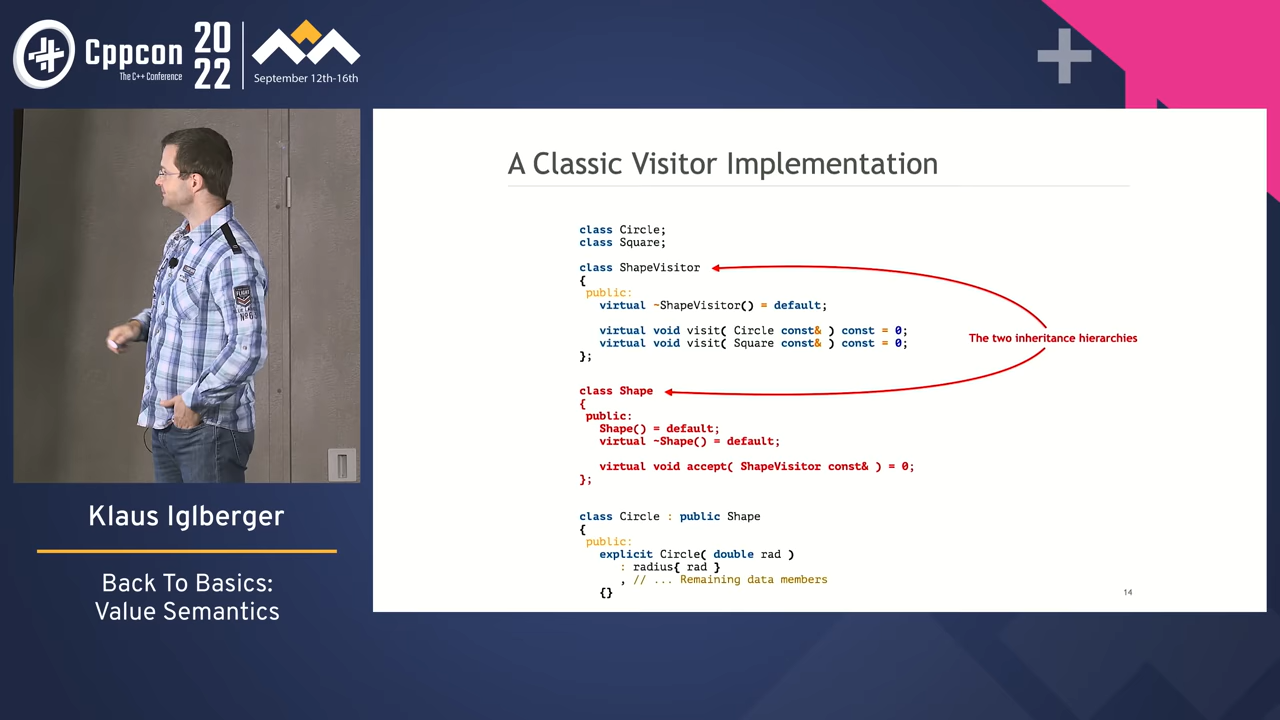 Cppcon
The C++ Conference
20
22
September 12th-16th
A Classic Visitor Implementation
class Circle;
class Square;
class ShapeVisitor
{
public:
virtual ~ShapeVisitor() = default;
virtual void visit( Circle const& ) const = 0;
virtual void visit( Square const& ) const = 0;
};
The two inheritance hierarchies
class Shape
{
public:
Shape() = default;
virtual ~Shape() = default;
virtual void accept( ShapeVisitor const& ) = 0;
};
class Circle : public Shape
{
public:
explicit Circle( double rad )
: radius{ rad }
, // ... Remaining data members
{}
14
Klaus Iglberger
Back To Basics:
Value Semantics
FLIGHT